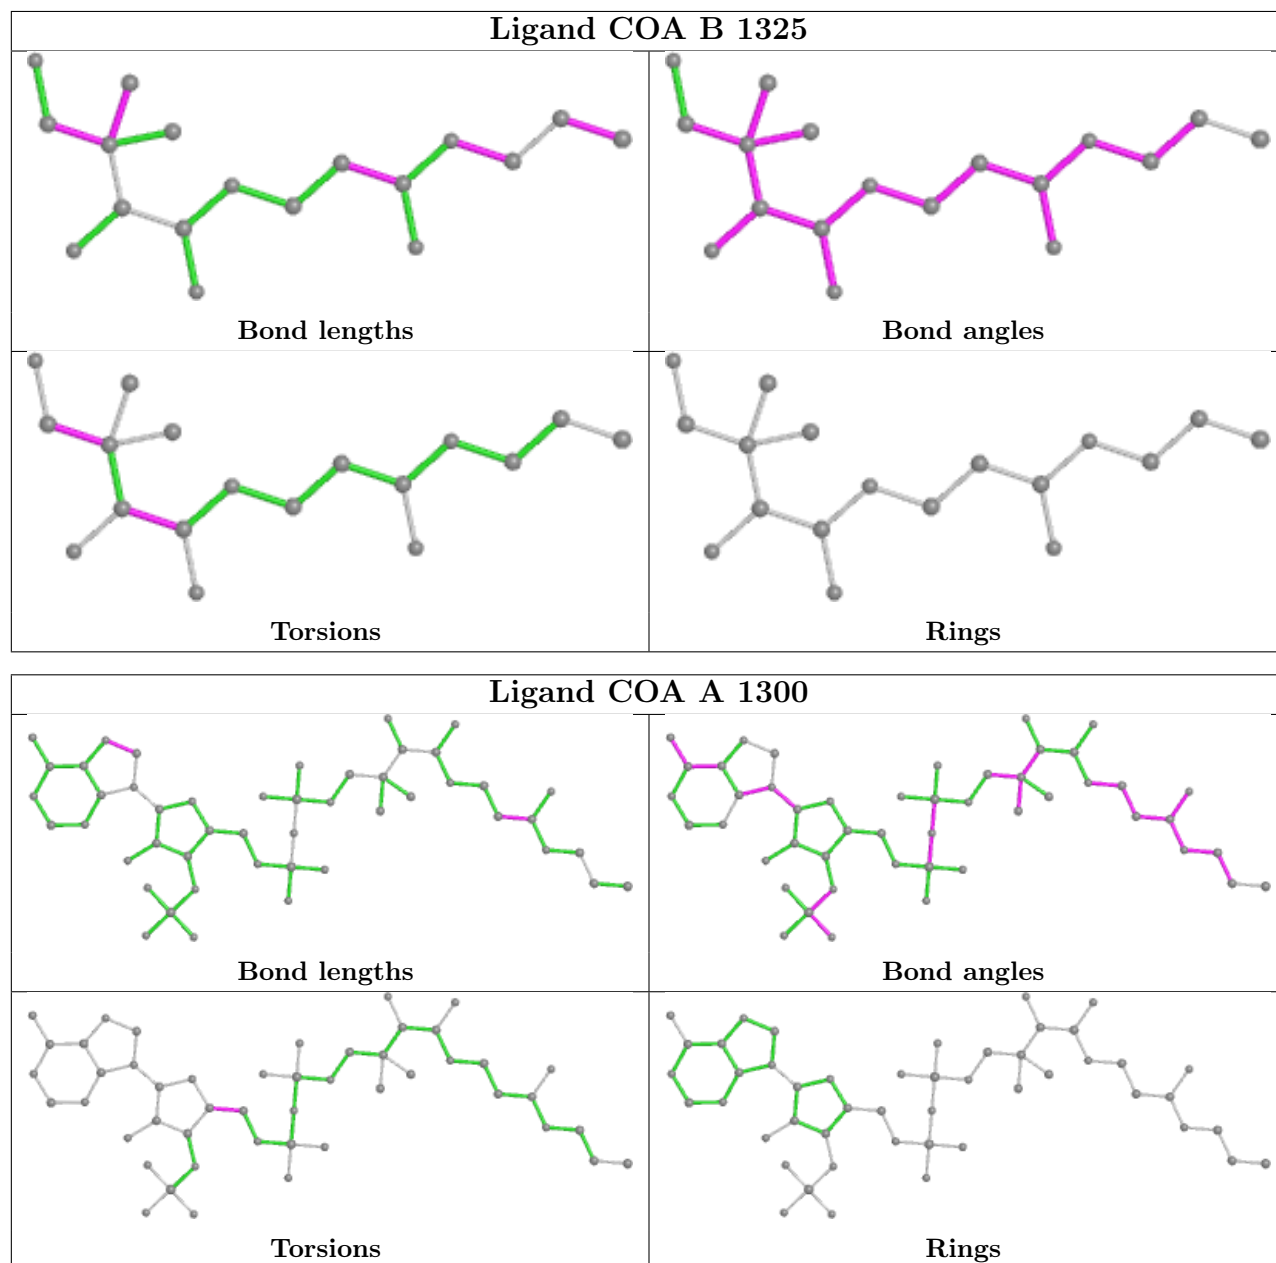 Ligand COA B 1325
Bond lengths
Bond angles
Torsions
Rings
Ligand COA A 1300
Bond lengths
Bond angles
Torsions
Rings